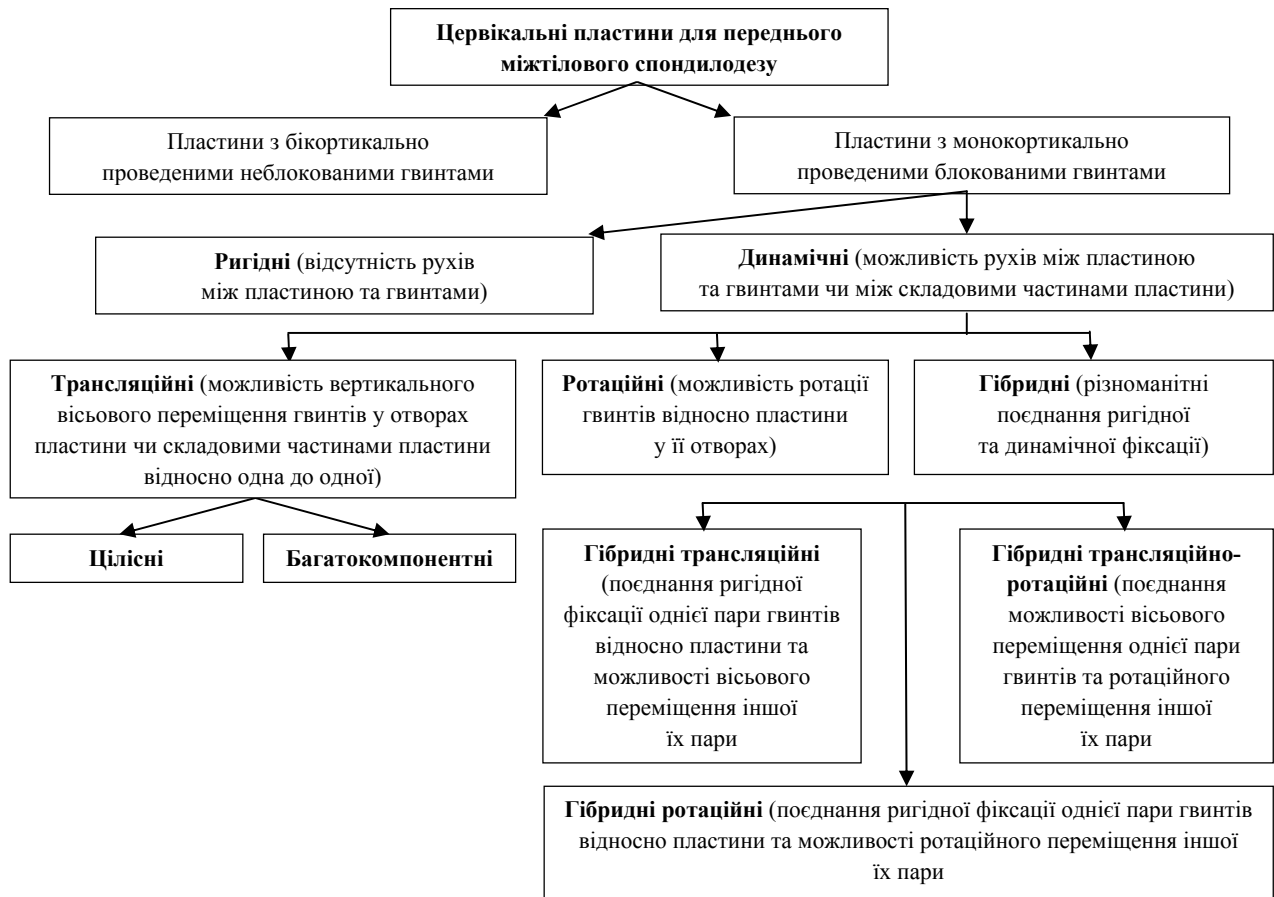 Цервікальні пластини для переднього
міжтілового спондилодезу
Пластини з бікортикально
проведеними неблокованими гвинтами
Пластини з монокортикально
проведеними блокованими гвинтами
Ригідні (відсутність рухів
між пластиною та гвинтами)
Динамічні (можливість рухів між пластиною
та гвинтами чи між складовими частинами пластини)
Трансляційні (можливість вертикального
вісьового переміщення гвинтів у отворах
пластини чи складовими частинами пластини
відносно одна до одної)
Ротаційні (можливість ротації
гвинтів відносно пластини
у її отворах)
Гібридні (різноманітні
поєднання ригідної
та динамічної фіксації)
Цілісні
Багатокомпонентні
Гібридні трансляційні
(поєднання ригідної
фіксації однієї пари гвинтів
відносно пластини та
можливості вісьового
переміщення іншої
їх пари
Гібридні трансляційно-
ротаційні (поєднання
можливості вісьового
переміщення однієї пари
гвинтів та ротаційного
переміщення іншої
їх пари
Гібридні ротаційні (поєднання ригідної фіксації однієї пари гвинтів
відносно пластини та можливості ротаційного переміщення іншої
їх пари